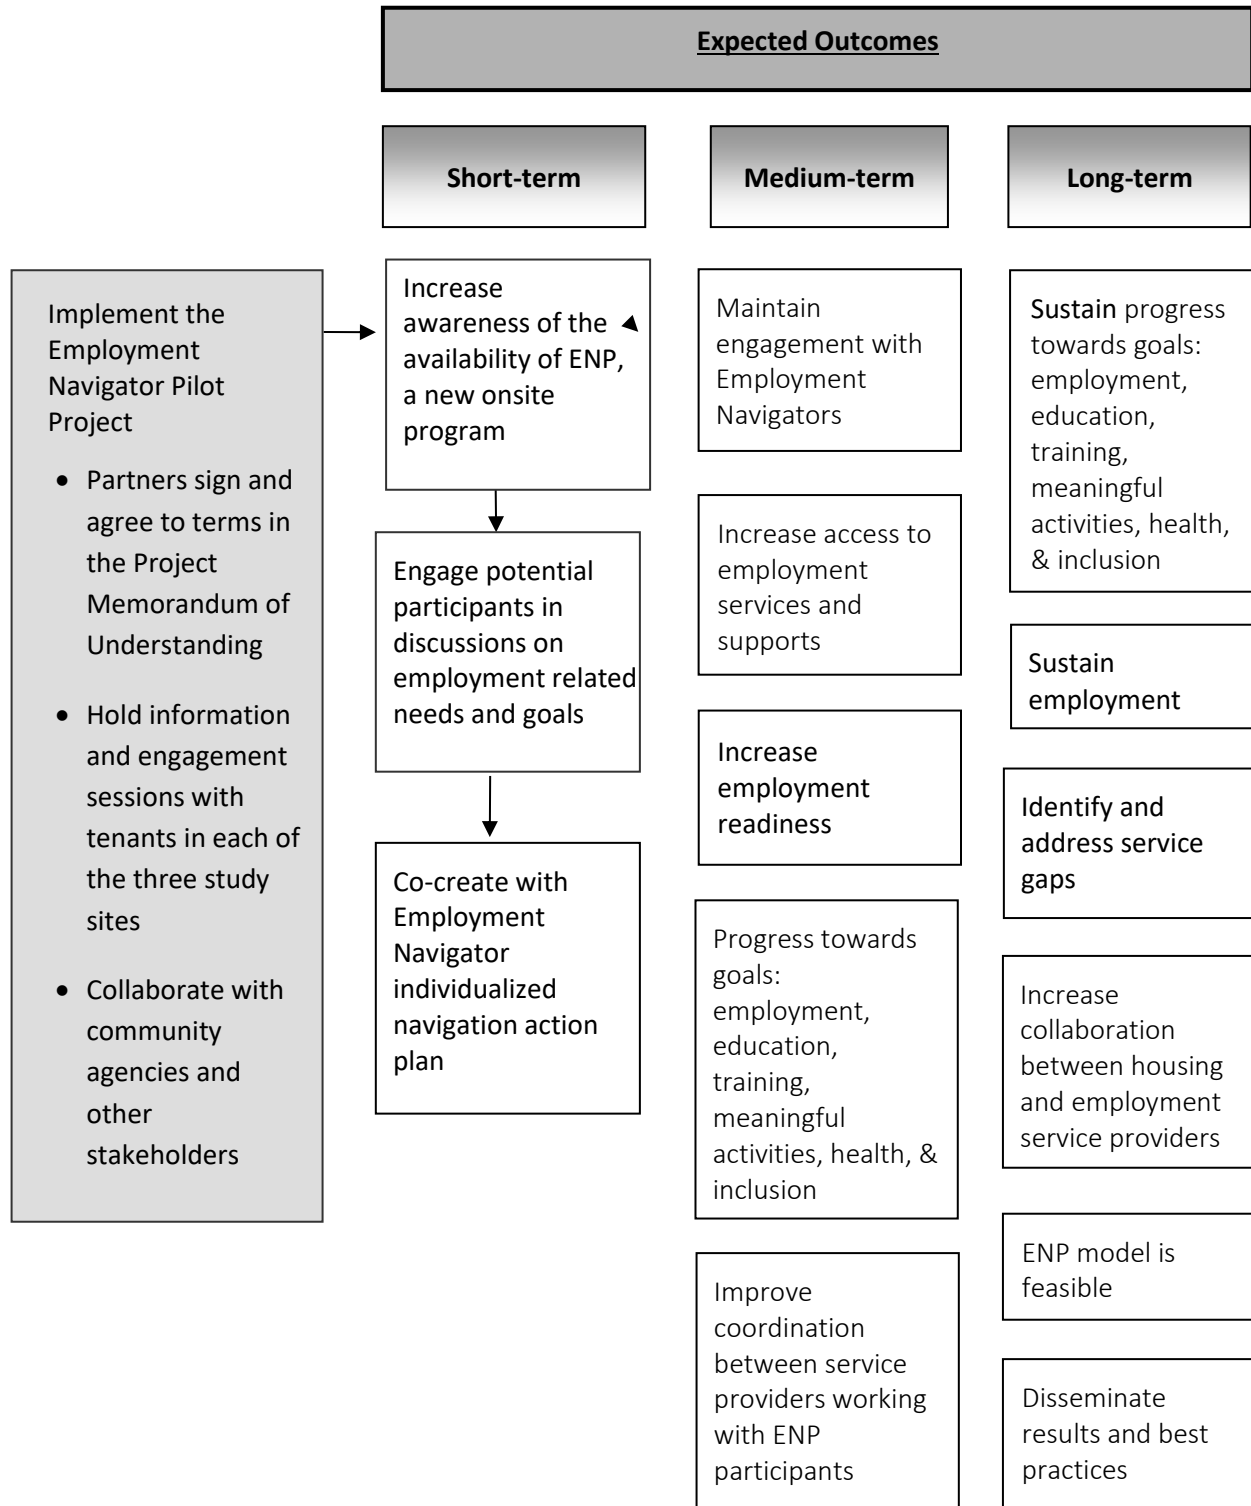 Expected Outcomes
Short-term
Medium-term
Long-term
Implement the
Employment
Navigator Pilot
Project
• Partners sign and
agree to terms in
the Project
Memorandum of
Understanding
• Hold information
and engagement
sessions with
tenants in each of
the three study
sites
• Collaborate with
community
agencies and
other
stakeholders
Increase
awareness of the
availability of ENP,
a new onsite
program
Engage potential
participants in
discussions on
employment related
needs and goals
Co-create with
Employment
Navigator
individualized
navigation action
plan
Maintain
engagement with
Employment
Navigators
Increase access to
employment
services and
supports
Increase
employment
readiness
Progress towards
goals:
employment,
education,
training,
meaningful
activities, health, &
inclusion
Improve
coordination
between service
providers working
with ENP
participants
Sustain progress
towards goals:
employment,
education,
training,
meaningful
activities, health,
& inclusion
Sustain
employment
Identify and
address service
gaps
Increase
collaboration
between housing
and employment
service providers
ENP model is
feasible
Disseminate
results and best
practices